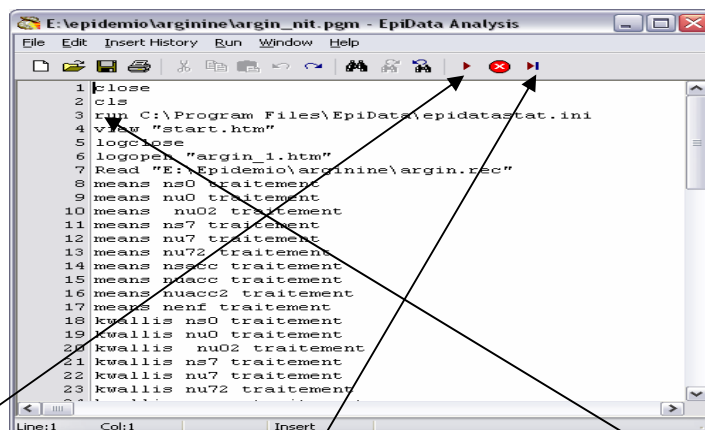 E:\epidemio\arginine\argin_nit.pgm - EpiData Analysis
File Edit Insert History Run Window Help
1 close
2 cls
3 run C:\Program Files\EpiData\epidatastat.ini
4 view "start.htm"
5 logclose
6 logopen "argin_1.htm"
7 Read "E:\Epidemio\arginine\argin.rec"
8 means ns0 traitement
9 means nu0 traitement
10 means  nu02 traitement
11 means ns7 traitement
12 means nu7 traitement
13 means nu72 traitement
14 means nsacc traitement
15 means nuacc traitement
16 means nuacc2 traitement
17 means nenf traitement
18 kwallis ns0 traitement
19 kwallis nu0 traitement
20 kwallis  nu02 traitement
21 kwallis ns7 traitement
22 kwallis nu7 traitement
23 kwallis nu72 traitement
Line:1 Col:1 Insert